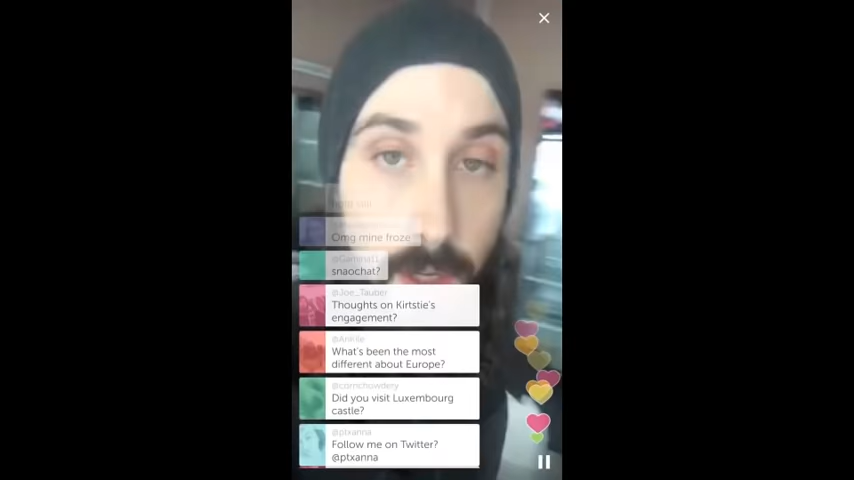 Omg mine froze
snaochat?
@Joe_Tauber
Thoughts on Kirtstie's
engagement?
What's been the most
different about Europe?
@cornchowdery
Did you visit Luxembourg
castle?
@ptxanna
Follow me on Twitter?
@ptxanna